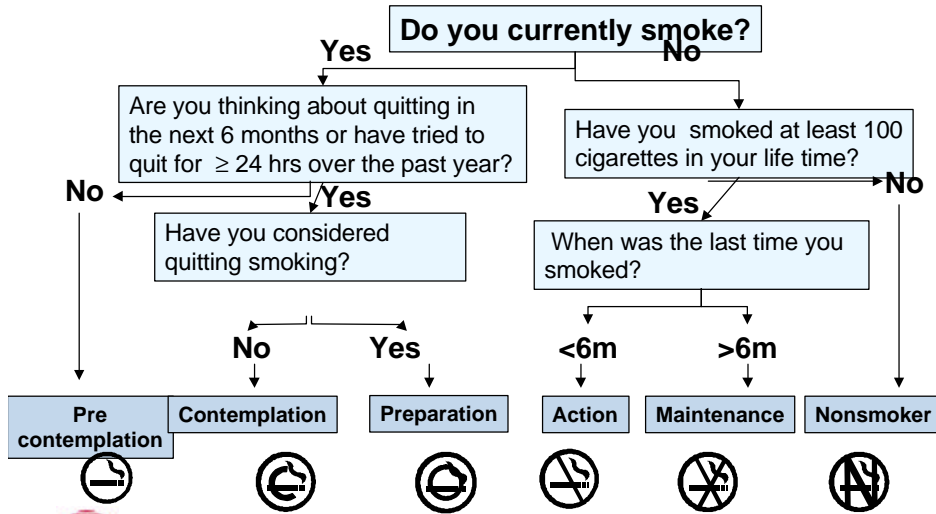 Do you currently smoke?
Yes
No
Are you thinking about quitting in
the next 6 months or have tried to
quit for ≥ 24 hrs over the past year?
Have you smoked at least 100
cigarettes in your life time?
No
Yes
Yes
No
Have you considered
quitting smoking?
When was the last time you
smoked?
No
Yes
<6m
>6m
Pre
contemplation
Contemplation
Preparation
Action
Maintenance
Nonsmoker